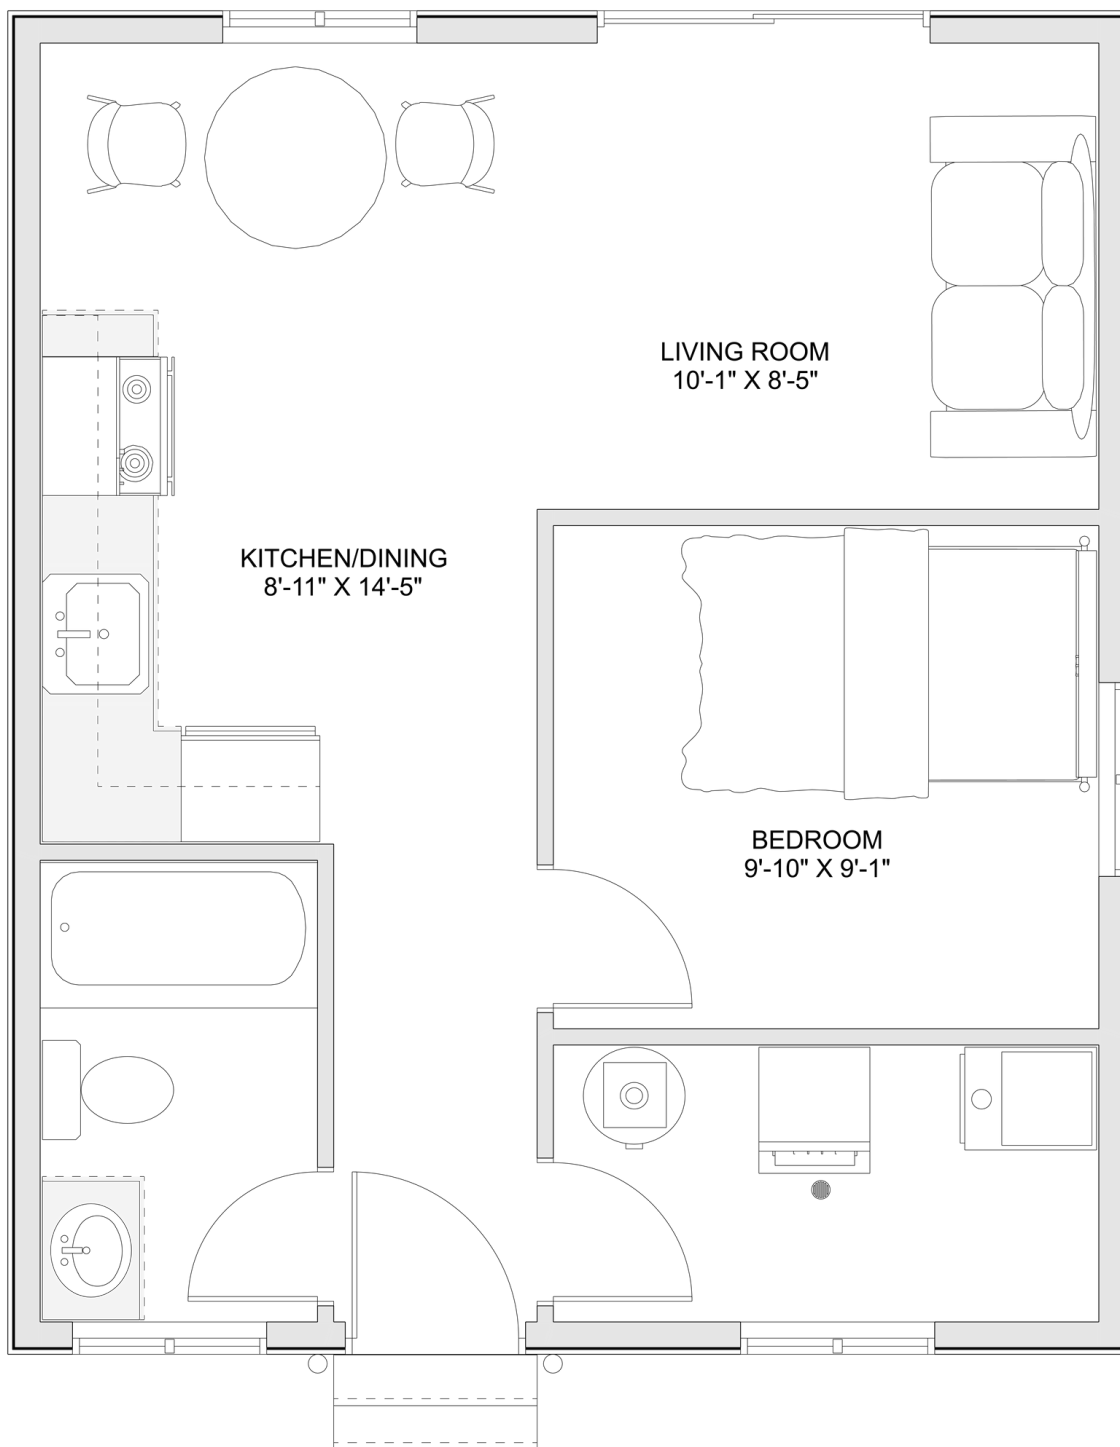 LIVING ROOM
10'-1" X 8'-5"
KITCHEN/DINING
8'-11" X 14'-5"
BEDROOM
9'-10" X 9'-1"